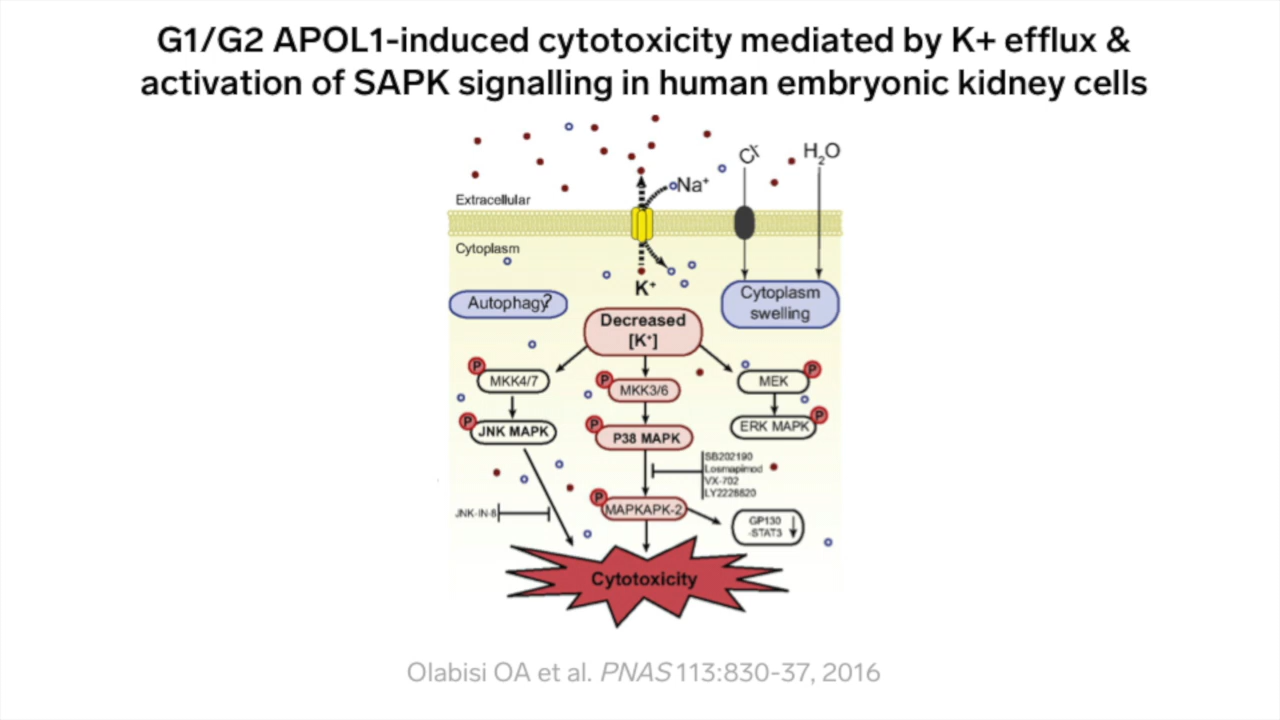 G1/G2 APOL1-induced cytotoxicity mediated by K+ efflux &
activation of SAPK signalling in human embryonic kidney cells
Cl⁻
H₂O
Na⁺
Extracellular
Cytoplasm
K⁺
Autophagy?
Cytoplasm
swelling
Decreased
[K⁺]
P
MKK4/7
P
MKK3/6
MEK
P
P
JNK MAPK
P
P38 MAPK
ERK MAPK
P
SB202190
Losmapimod
VX-702
LY2228820
JNK-IN-8
P
MAPKAPK-2
GP130
-STAT3
Cytotoxicity
Olabisi OA et al. PNAS 113:830-37, 2016